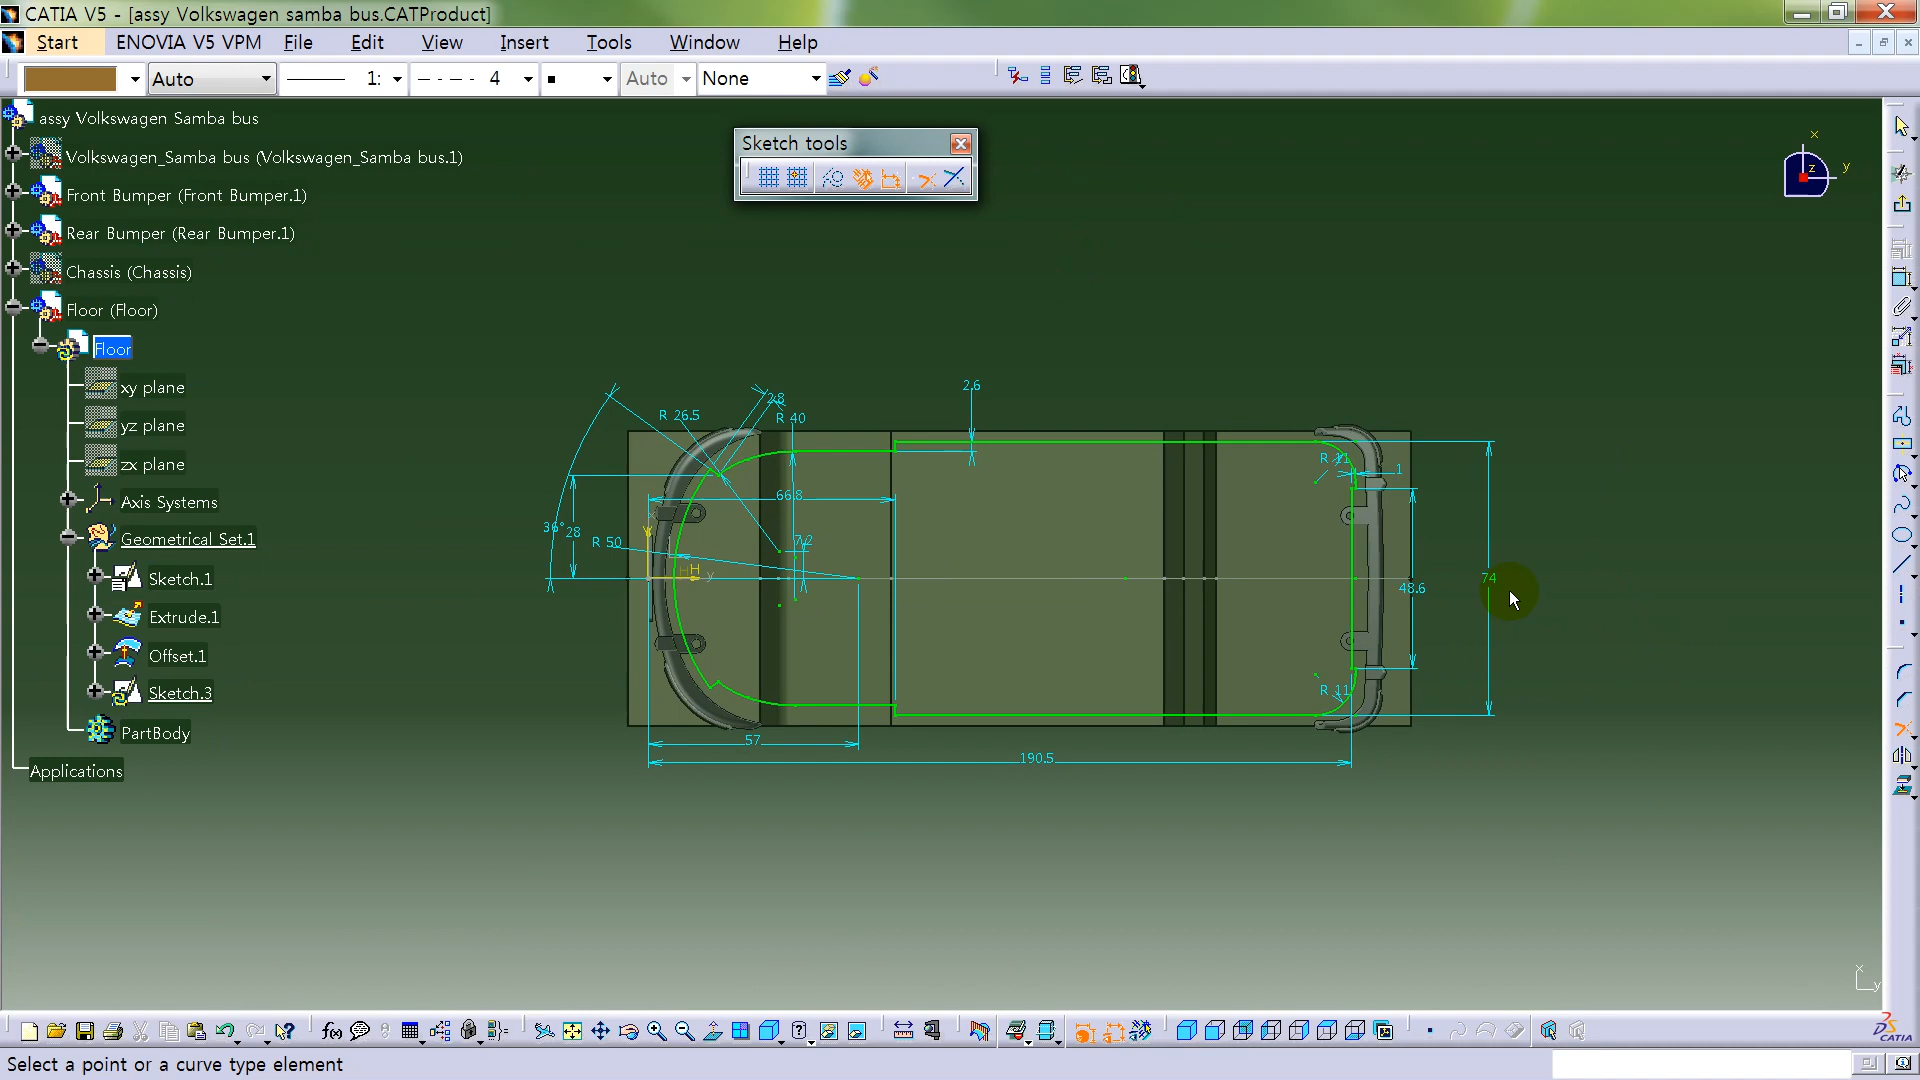 CATIA V5 - [assy Volkswagen samba bus.CATProduct]
Start ENOVIA V5 VPM File Edit View Insert Tools Window Help
Auto 1: 4 Auto None
assy Volkswagen Samba bus
Volkswagen_Samba bus (Volkswagen_Samba bus.1)
Front Bumper (Front Bumper.1)
Rear Bumper (Rear Bumper.1)
Chassis (Chassis)
Floor (Floor)
Floor
xy plane
yz plane
zx plane
Axis Systems
Geometrical Set.1
Sketch.1
Extrude.1
Offset.1
Sketch.3
PartBody
Applications
Sketch tools
x
y
z
2.6
28
R 26.5
R 40
R 11
1
66.8
36°
28
R 50
7.2
H
y
74
48.6
R 11
57
190.5
x
y
CATIA
Select a point or a curve type element